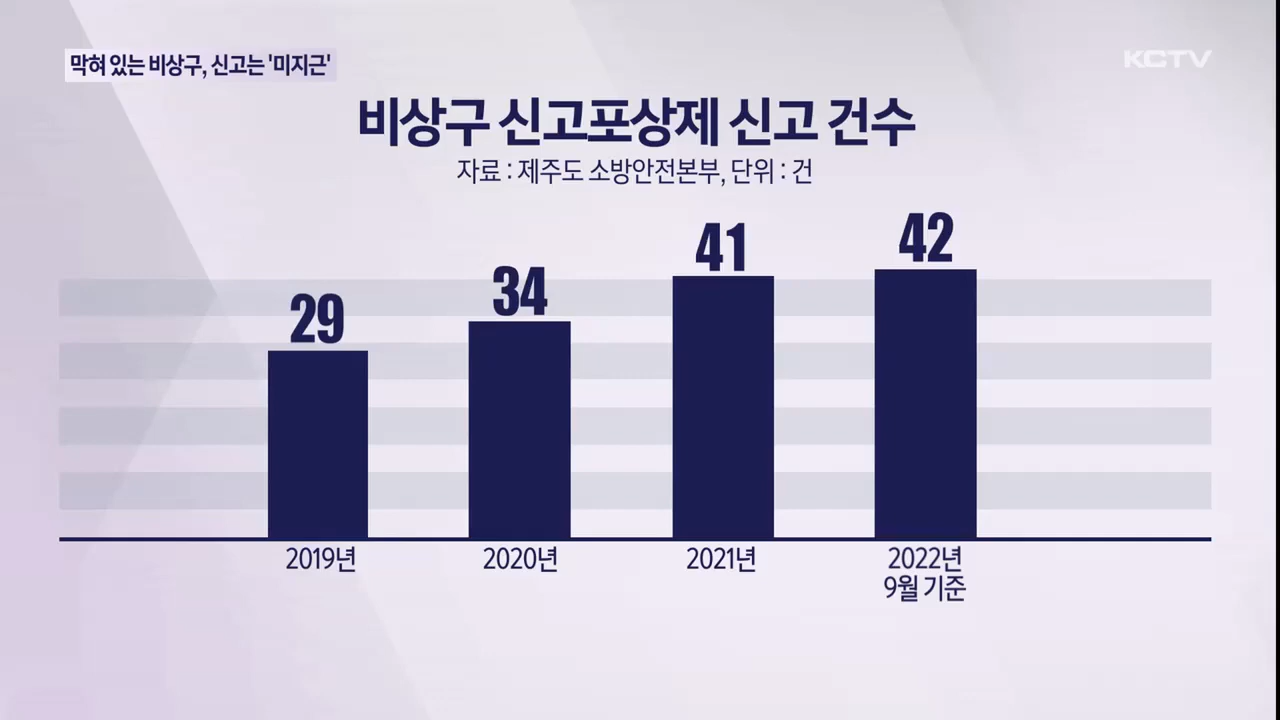 막혀 있는 비상구, 신고는 '미지근'
KCTV
비상구 신고포상제 신고 건수
자료 : 제주도 소방안전본부, 단위 : 건
29
34
41
42
2019년
2020년
2021년
2022년
9월 기준